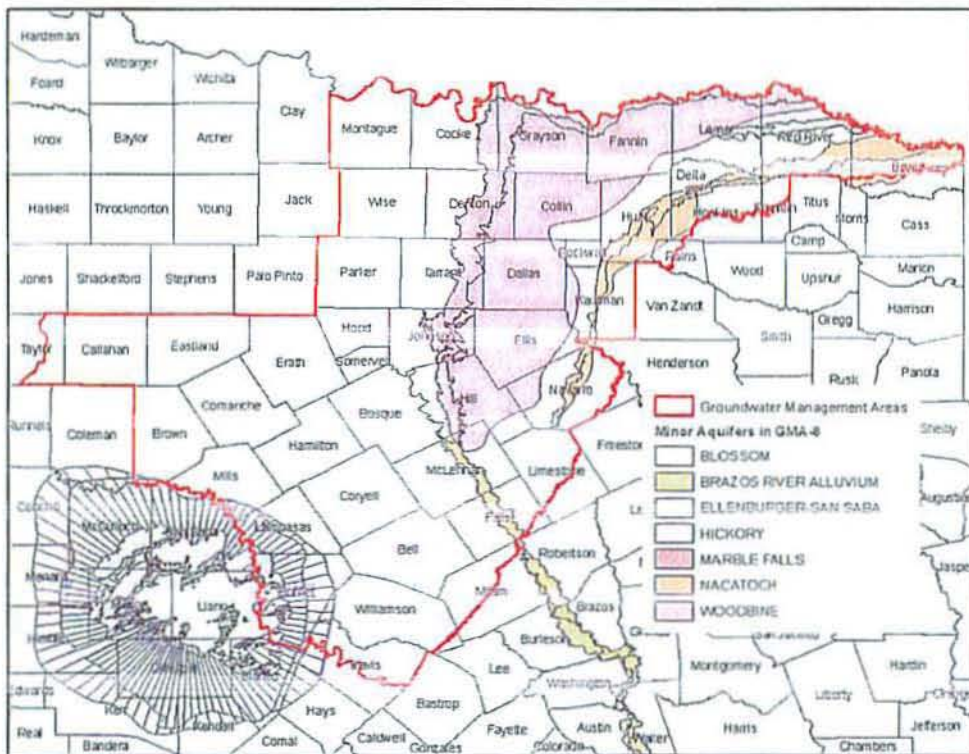 Hardeman
Wilbarger
Wichita
Foard
Clay
Montague
Cooke
Grayson
Fannin
Lamar
Red River
Knox
Baylor
Archer
Delta
Haskell
Throckmorton
Young
Jack
Wise
Denton
Collin
Hunt
Hopkins
Franklin
Titus
Morris
Cass
Camp
Rockwall
Rains
Wood
Upshur
Marion
Jones
Shackelford
Stephens
Palo Pinto
Parker
Tarrant
Dallas
Kaufman
Van Zandt
Harrison
Gregg
Smith
Taylor
Callahan
Eastland
Erath
Hood
Somervell
Johnson
Ellis
Henderson
Rusk
Panola
Navarro
Hill
Comanche
Bosque
Runnels
Coleman
Brown
Hamilton
Freestone
Shelby
Mills
McLennan
Limestone
Coryell
Concho
McCulloch
Lampasas
Falls
Bell
Robertson
Milam
Llano
Williamson
Brazos
Burleson
Travis
Lee
Washington
Montgomery
Hardin
Liberty
Edwards
Kerr
Kendall
Hays
Bastrop
Fayette
Austin
Waller
Harris
Jefferson
Chambers
Real
Bandera
Comal
Caldwell
Gonzales
Colorado
Groundwater Management Areas
Minor Aquifers in GMA-8
BLOSSOM
BRAZOS RIVER ALLUVIUM
ELLENBURGER-SAN SABA
HICKORY
MARBLE FALLS
NACATOCH
WOODBINE